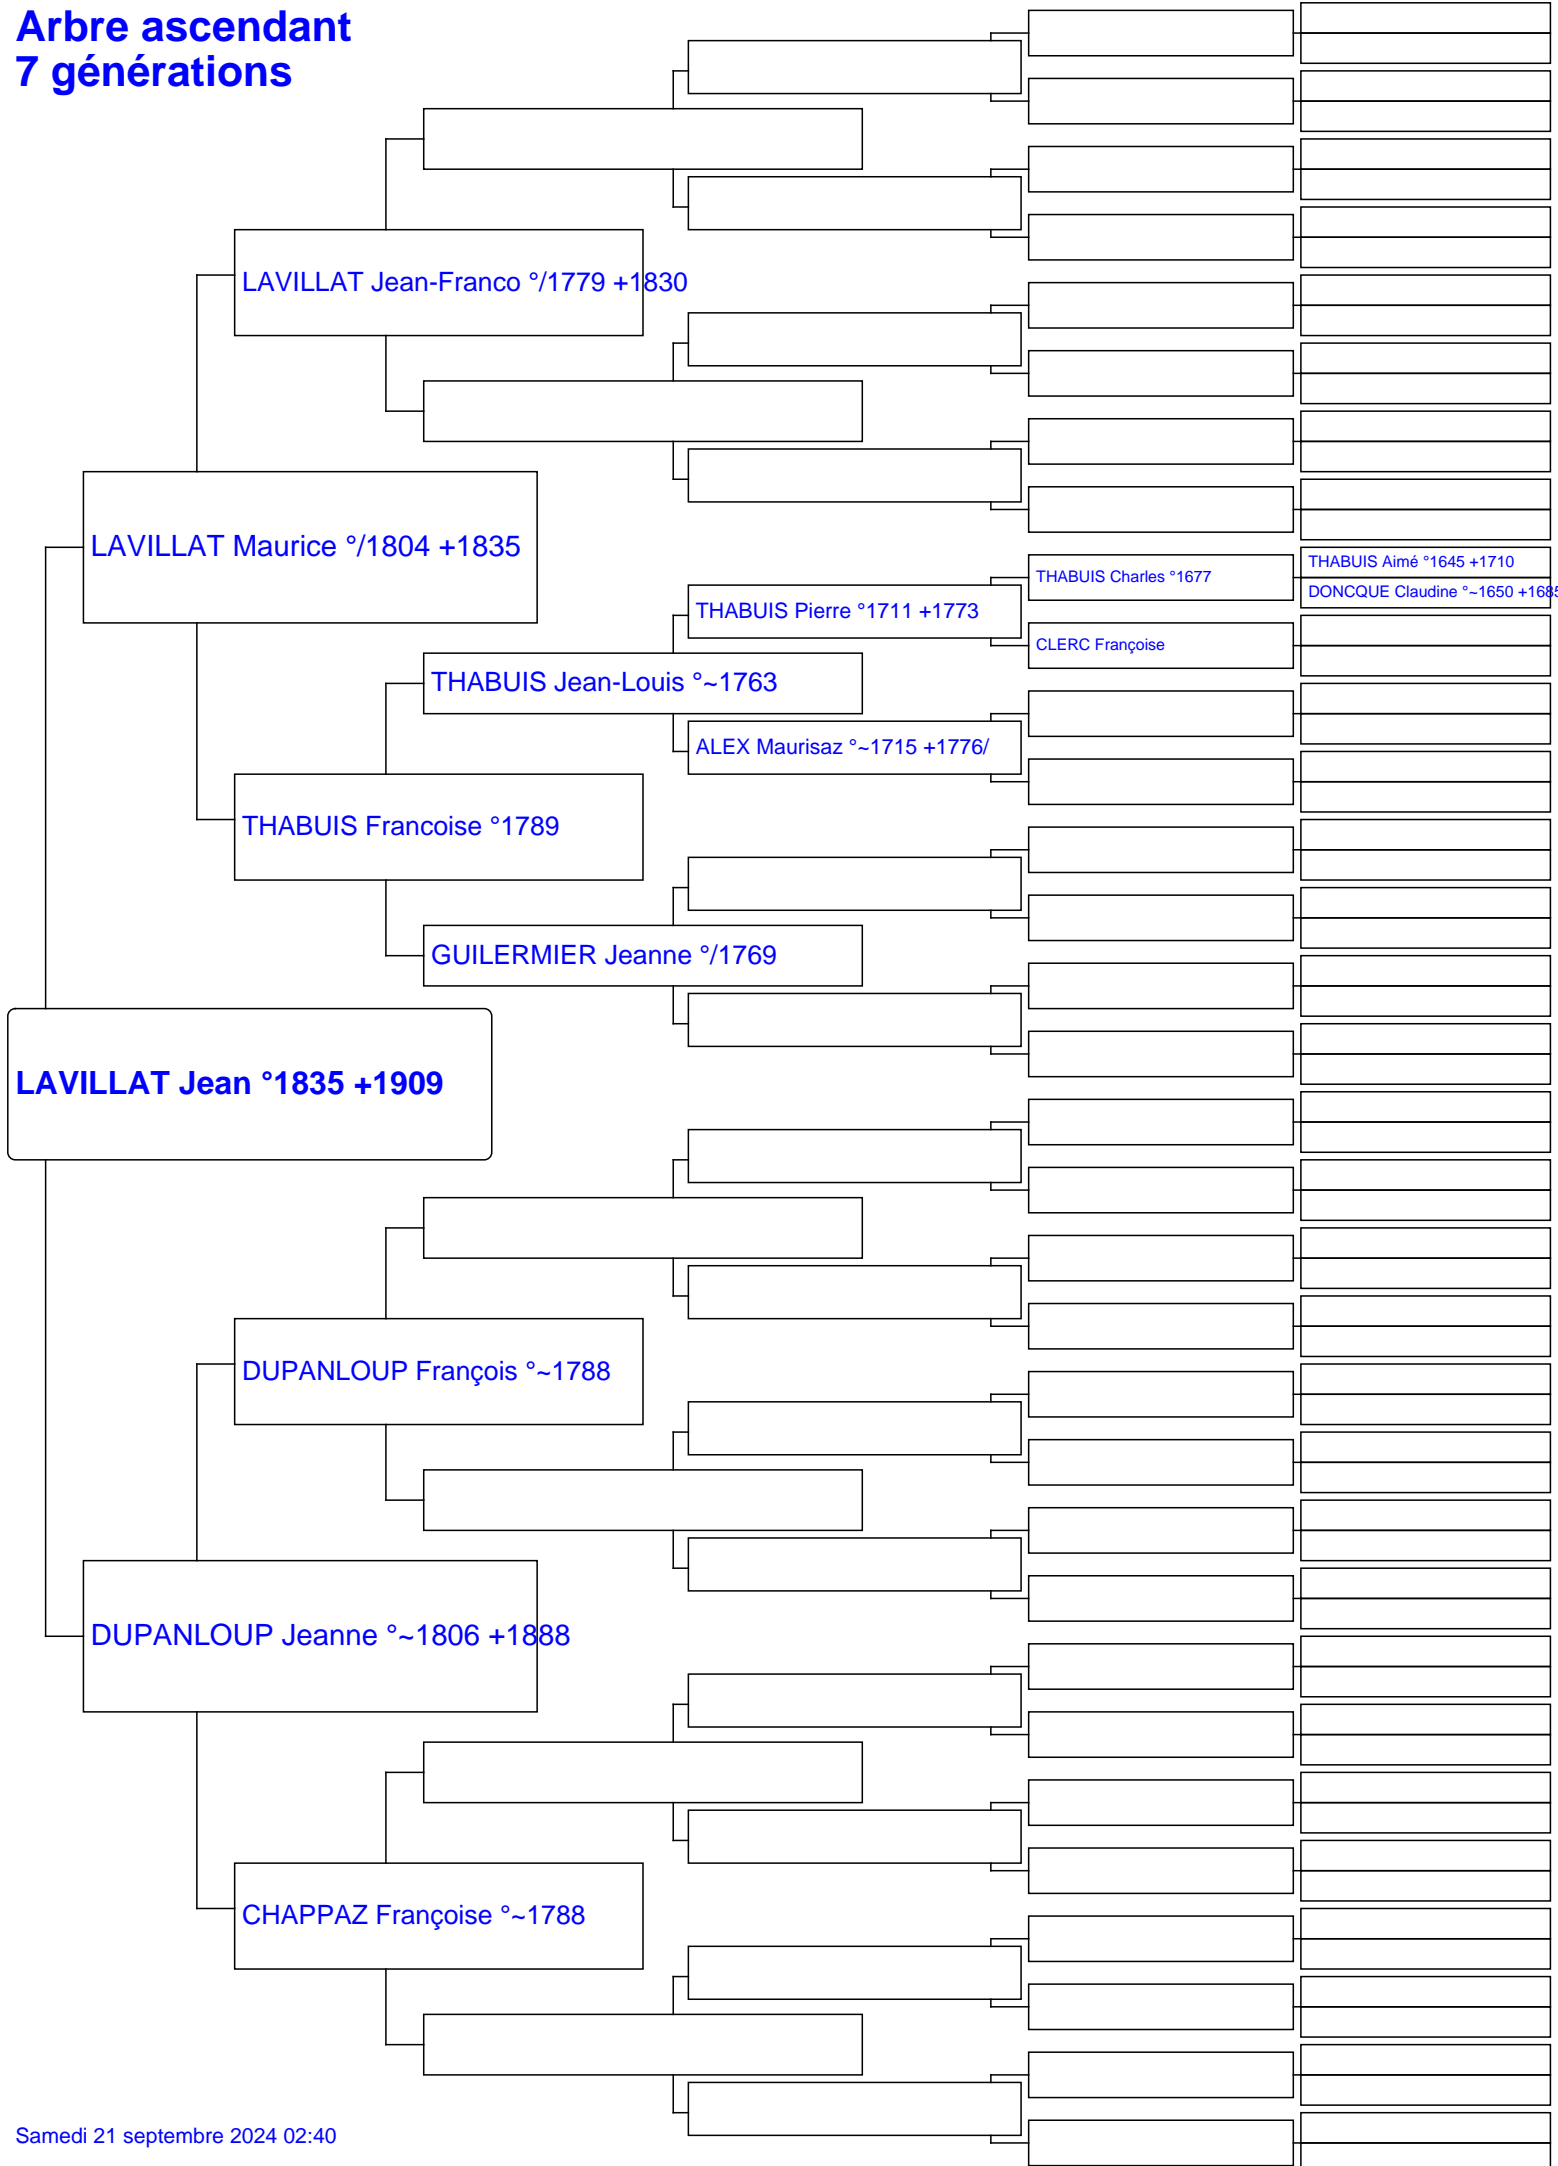 Arbre ascendant
7 générations
LAVILLAT Jean-Franco °/1779 +1830
LAVILLAT Maurice °/1804 +1835
THABUIS Aimé °1645 +1710
THABUIS Charles °1677
DONCQUE Claudine °~1650 +1685
THABUIS Pierre °1711 +1773
CLERC Françoise
THABUIS Jean-Louis °~1763
ALEX Maurisaz °~1715 +1776/
THABUIS Francoise °1789
GUILERMIER Jeanne °/1769
LAVILLAT Jean °1835 +1909
DUPANLOUP François °~1788
DUPANLOUP Jeanne °~1806 +1888
CHAPPAZ Françoise °~1788
Samedi 21 septembre 2024 02:40